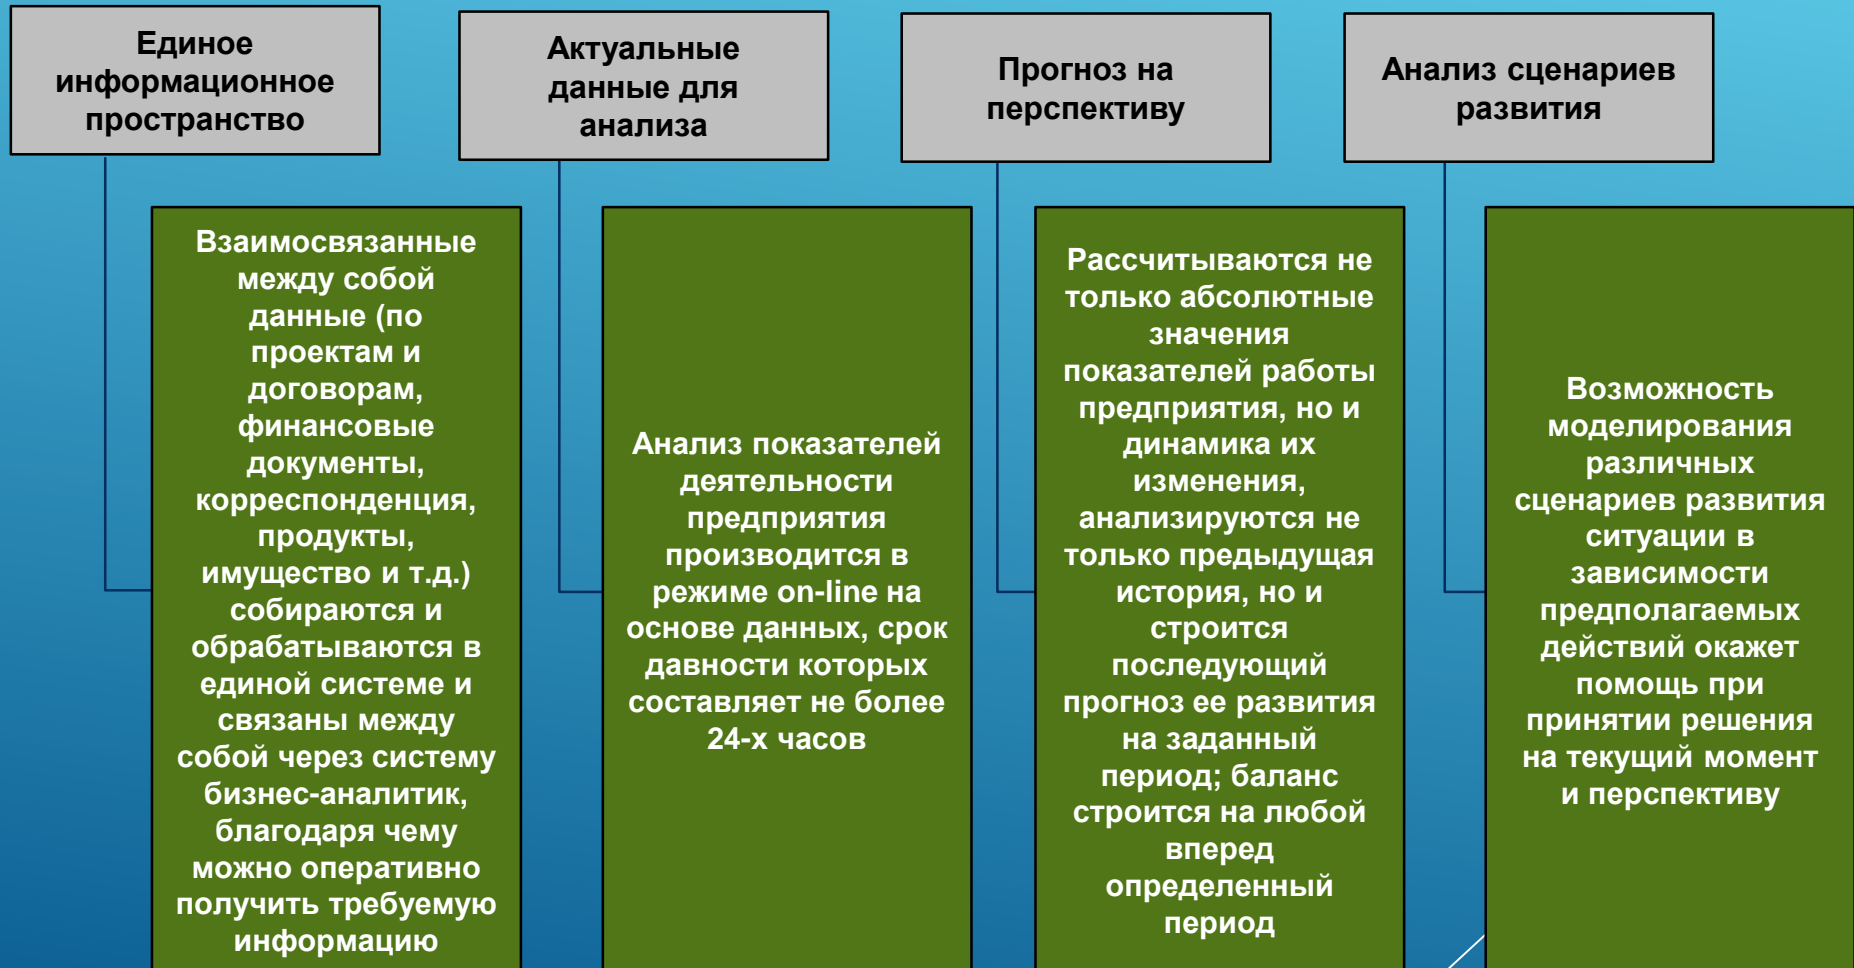 Единое
информационное
пространство
Актуальные
данные для
анализа
Прогноз на
перспективу
Анализ сценариев
развития
Взаимосвязанные
между собой
данные (по
проектам и
договорам,
финансовые
документы,
корреспонденция,
продукты,
имущество и т.д.)
собираются и
обрабатываются в
единой системе и
связаны между
собой через систему
бизнес-аналитик,
благодаря чему
можно оперативно
получить требуемую
информацию
Анализ показателей
деятельности
предприятия
производится в
режиме on-line на
основе данных, срок
давности которых
составляет не более
24-х часов
Рассчитываются не
только абсолютные
значения
показателей работы
предприятия, но и
динамика их
изменения,
анализируются не
только предыдущая
история, но и
строится
последующий
прогноз ее развития
на заданный
период; баланс
строится на любой
вперед
определенный
период
Возможность
моделирования
различных
сценариев развития
ситуации в
зависимости
предполагаемых
действий окажет
помощь при
принятии решения
на текущий момент
и перспективу